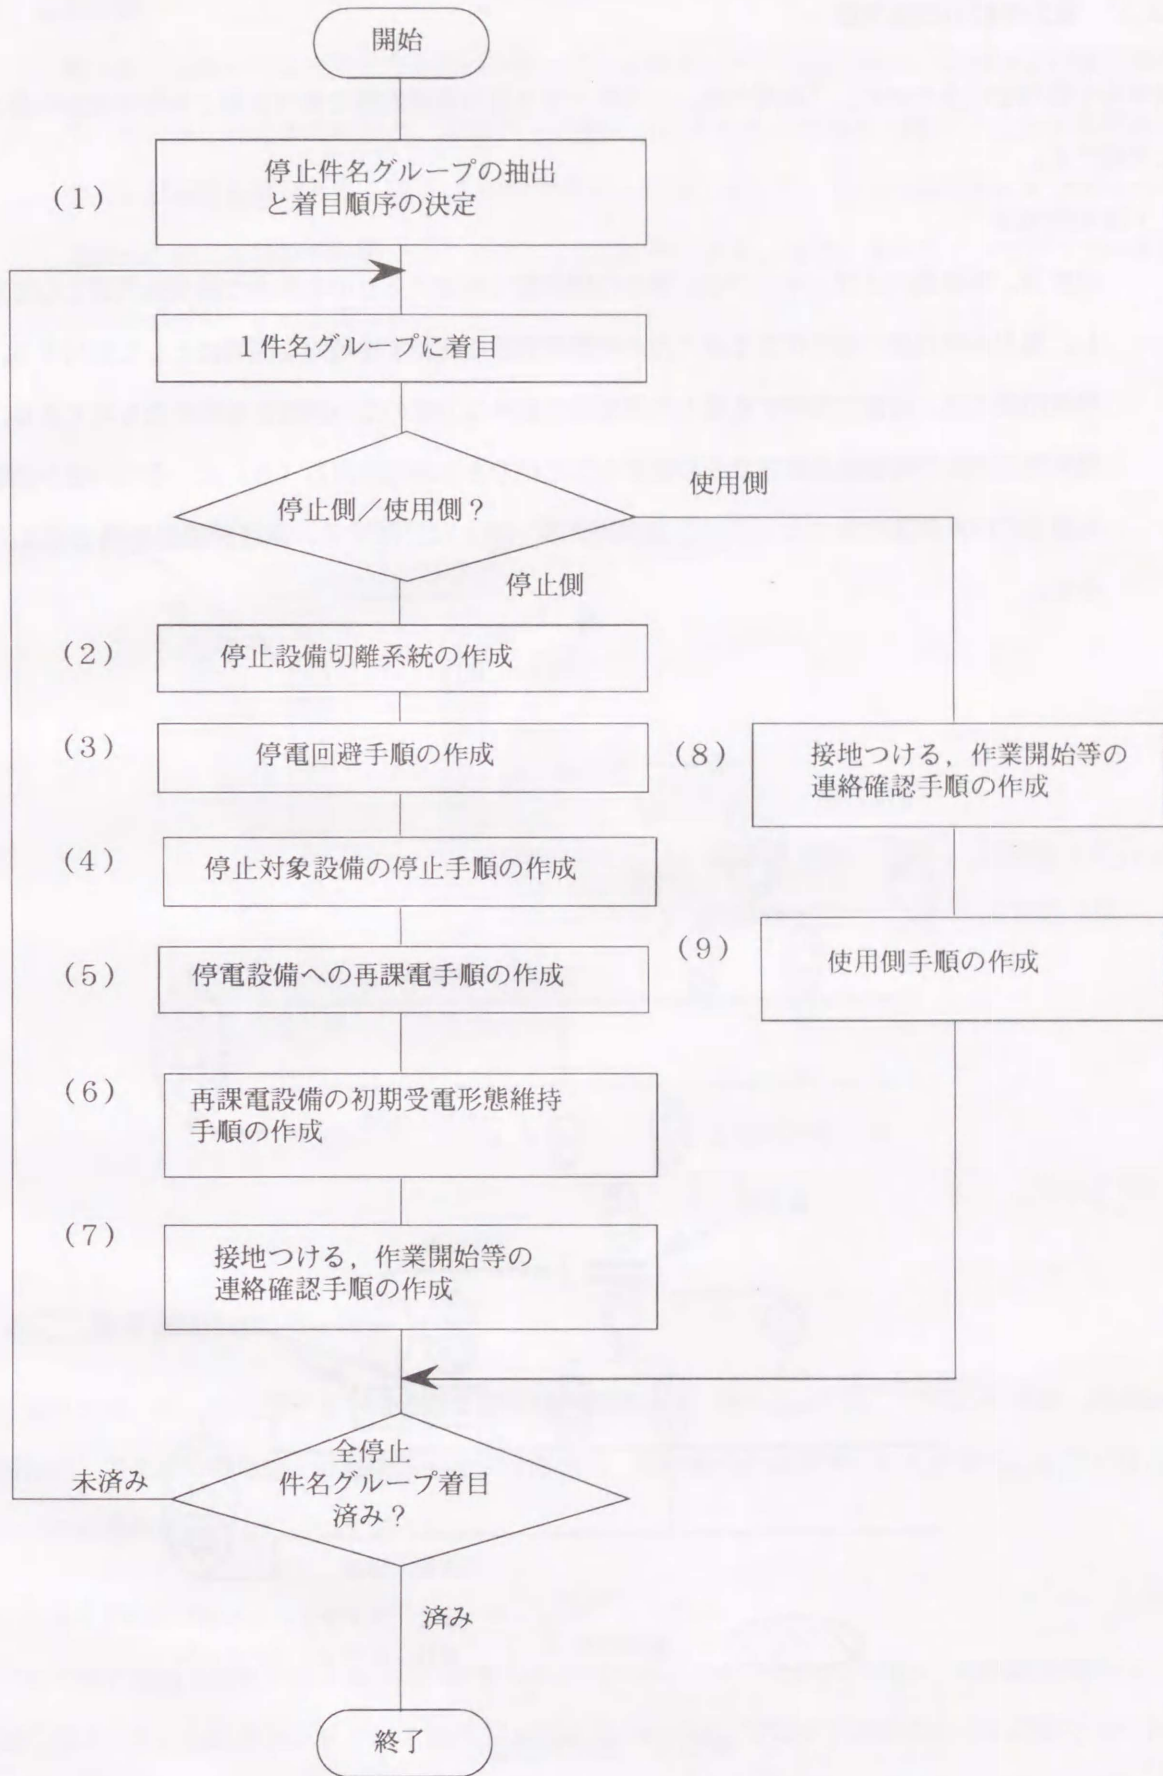 開始
(1)
停止件名グループの抽出
と着目順序の決定
1件名グループに着目
停止側／使用側？
使用側
停止側
(2)
停止設備切離系統の作成
(3)
停電回避手順の作成
(4)
停止対象設備の停止手順の作成
(5)
停電設備への再課電手順の作成
(6)
再課電設備の初期受電形態維持
手順の作成
(7)
接地つける，作業開始等の
連絡確認手順の作成
(8)
接地つける，作業開始等の
連絡確認手順の作成
(9)
使用側手順の作成
全停止
件名グループ着目
済み？
未済み
済み
終了